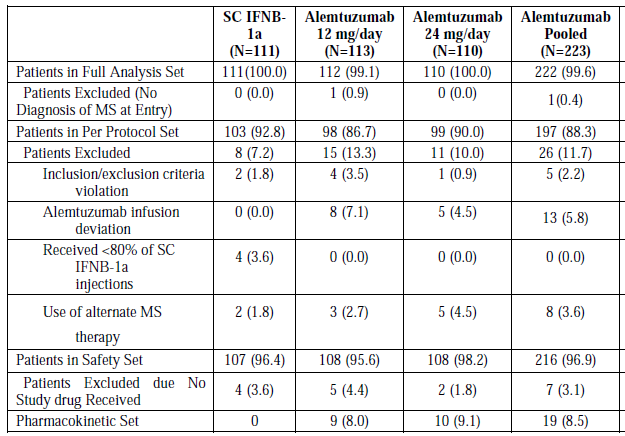 SC IFNB-1a (N=111) Alemtuzumab 12 mg/day (N=113) Alemtuzumab 24 mg/day (N=110) Alemtuzumab Pooled (N=223)
Patients in Full Analysis Set 111(100.0) 112 (99.1) 110 (100.0) 222 (99.6)
Patients Excluded (No Diagnosis of MS at Entry) 0 (0.0) 1 (0.9) 0 (0.0) 1(0.4)
Patients in Per Protocol Set 103 (92.8) 98 (86.7) 99 (90.0) 197 (88.3)
Patients Excluded 8 (7.2) 15 (13.3) 11 (10.0) 26 (11.7)
Inclusion/exclusion criteria violation 2 (1.8) 4 (3.5) 1 (0.9) 5 (2.2)
Alemtuzumab infusion deviation 0 (0.0) 8 (7.1) 5 (4.5) 13 (5.8)
Received <80% of SC IFNB-1a injections 4 (3.6) 0 (0.0) 0 (0.0) 0 (0.0)
Use of alternate MS therapy 2 (1.8) 3 (2.7) 5 (4.5) 8 (3.6)
Patients in Safety Set 107 (96.4) 108 (95.6) 108 (98.2) 216 (96.9)
Patients Excluded due No Study drug Received 4 (3.6) 5 (4.4) 2 (1.8) 7 (3.1)
Pharmacokinetic Set 0 9 (8.0) 10 (9.1) 19 (8.5)